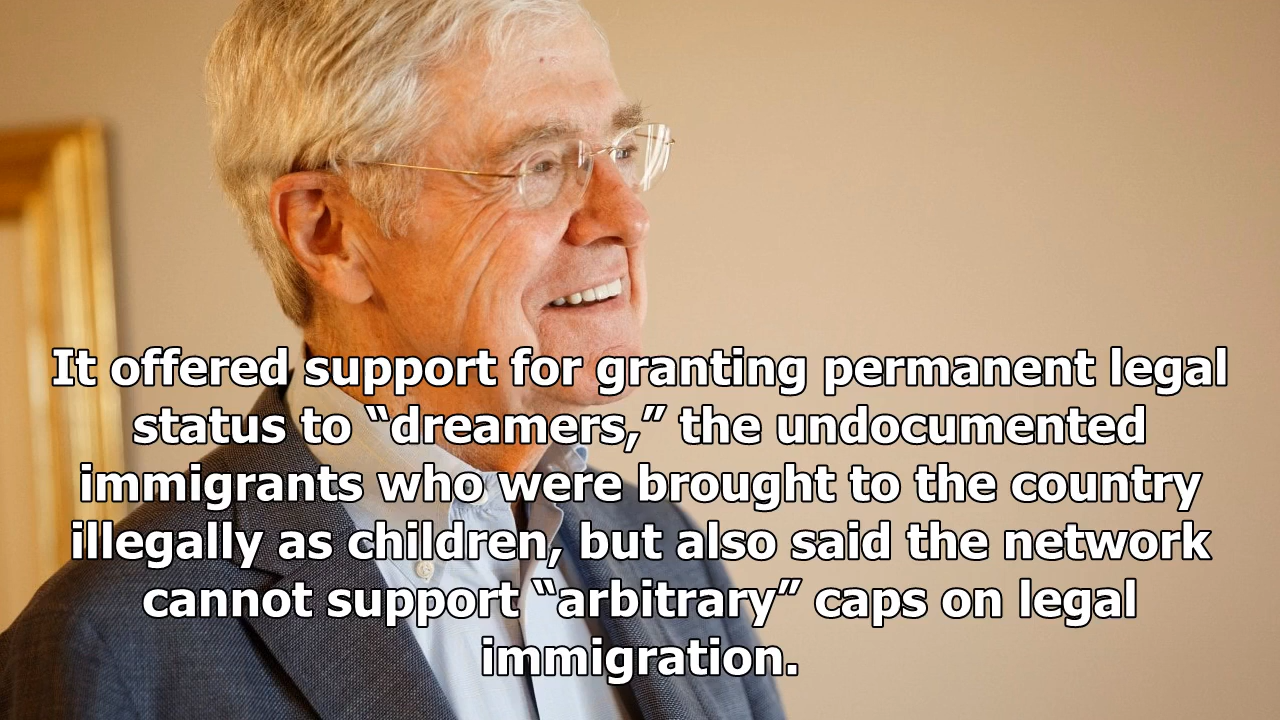 It offered support for granting permanent legal
status to “dreamers,” the undocumented
immigrants who were brought to the country
illegally as children, but also said the network
cannot support “arbitrary” caps on legal
immigration.